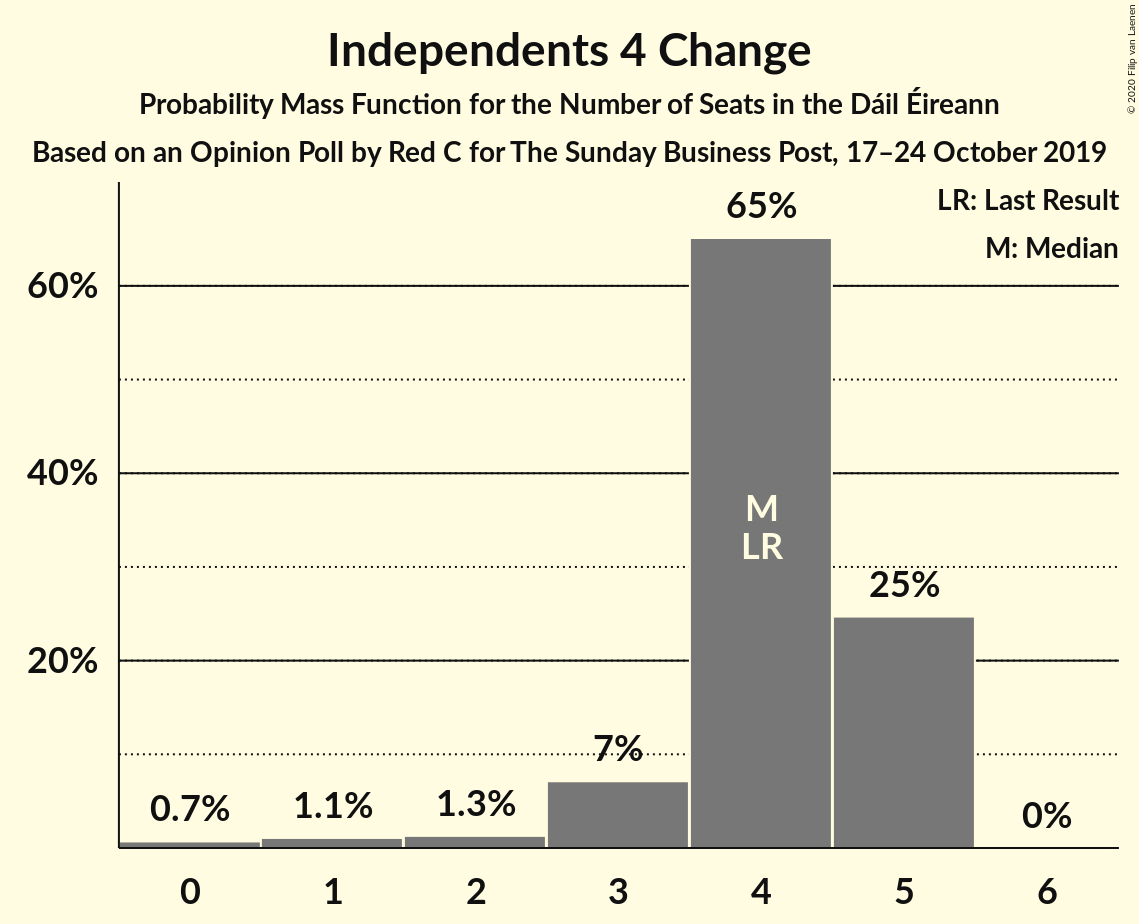 Independents 4 Change
Probability Mass Function for the Number of Seats in the Dáil Éireann
Based on an Opinion Poll by Red C for The Sunday Business Post, 17–24 October 2019
© 2020 Filip van Laenen
LR: Last Result
M: Median
60%
40%
20%
0.7%
1.1%
1.3%
7%
65%
M
LR
25%
0%
0
1
2
3
4
5
6